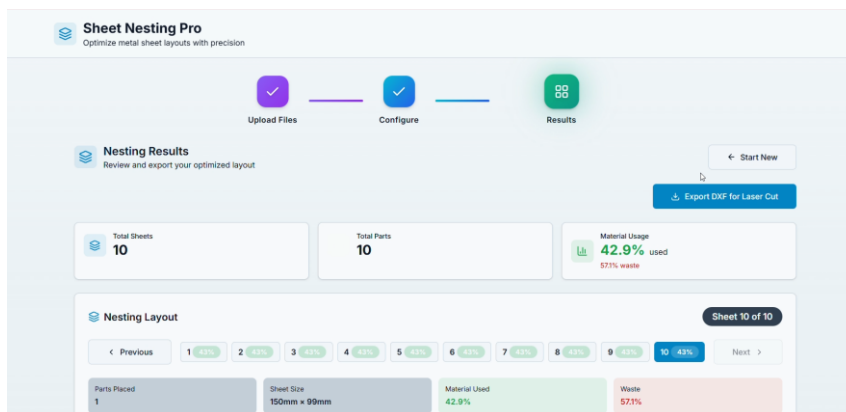 Sheet Nesting Pro
Optimize metal sheet layouts with precision
Upload Files
Configure
Results
Nesting Results
Review and export your optimized layout
Start New
Export DXF for Laser Cut
Total Sheets
10
Total Parts
10
Material Usage
42.9% used
57.1% waste
Nesting Layout
Sheet 10 of 10
Previous
1 43%
2 43%
3 43%
4 43%
5 43%
6 43%
7 43%
8 43%
9 43%
10 43%
Next
Parts Placed
1
Sheet Size
150mm × 99mm
Material Used
42.9%
Waste
57.1%